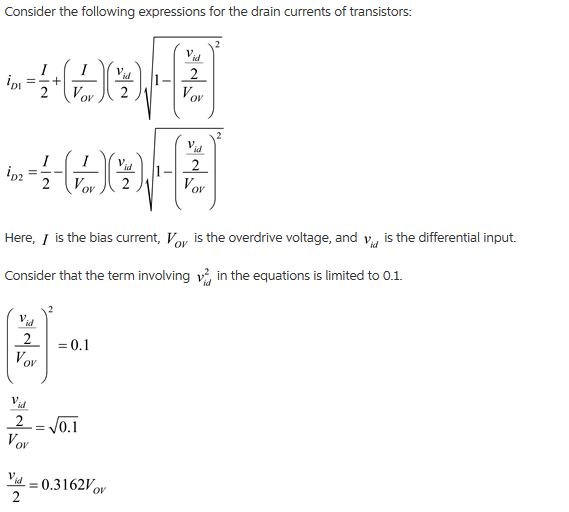 Consider the following expressions for the drain currents of transistors:
i_{D1} = \frac{I}{2} + \left(\frac{I}{V_{OV}}\right)\left(\frac{v_{id}}{2}\right)\sqrt{1-\left(\frac{\frac{v_{id}}{2}}{V_{OV}}\right)^2}
i_{D2} = \frac{I}{2} - \left(\frac{I}{V_{OV}}\right)\left(\frac{v_{id}}{2}\right)\sqrt{1-\left(\frac{\frac{v_{id}}{2}}{V_{OV}}\right)^2}
Here, I is the bias current, V_{OV} is the overdrive voltage, and v_{id} is the differential input.
Consider that the term involving v_{id}^2 in the equations is limited to 0.1.
\left(\frac{\frac{v_{id}}{2}}{V_{OV}}\right)^2 = 0.1
\frac{\frac{v_{id}}{2}}{V_{OV}} = \sqrt{0.1}
\frac{v_{id}}{2} = 0.3162V_{OV}